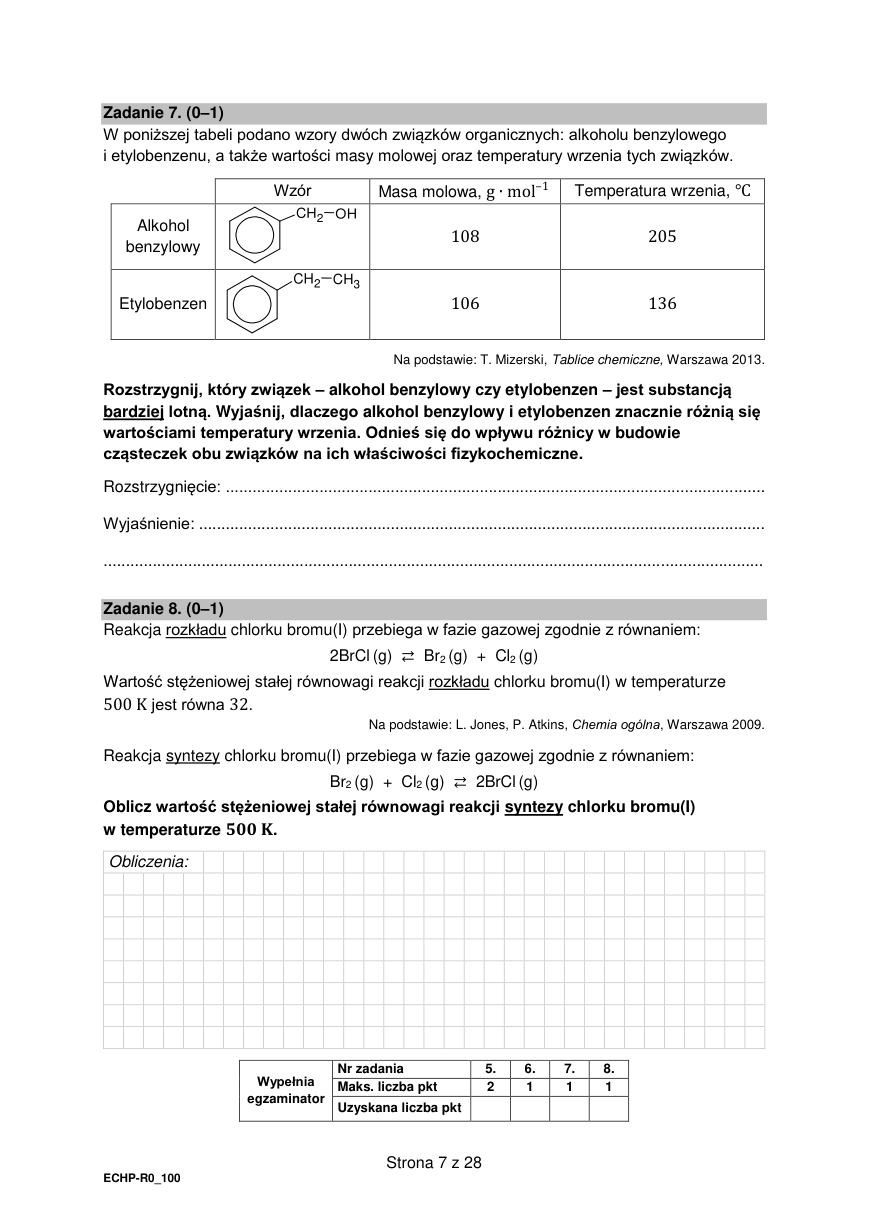 Zadanie 7. (0–1)
W poniższej tabeli podano wzory dwóch związków organicznych: alkoholu benzylowego
i etylobenzenu, a także wartości masy molowej oraz temperatury wrzenia tych związków.
Wzór Masa molowa, g · mol⁻¹ Temperatura wrzenia, °C
Alkohol benzylowy CH₂–OH 108 205
Etylobenzen CH₂–CH₃ 106 136
Na podstawie: T. Mizerski, Tablice chemiczne, Warszawa 2013.
Rozstrzygnij, który związek – alkohol benzylowy czy etylobenzen – jest substancją
bardziej lotną. Wyjaśnij, dlaczego alkohol benzylowy i etylobenzen znacznie różnią się
wartościami temperatury wrzenia. Odnieś się do wpływu różnicy w budowie
cząsteczek obu związków na ich właściwości fizykochemiczne.
Rozstrzygnięcie: ........................................................................................................................
Wyjaśnienie: ..............................................................................................................................
....................................................................................................................................................
Zadanie 8. (0–1)
Reakcja rozkładu chlorku bromu(I) przebiega w fazie gazowej zgodnie z równaniem:
2BrCl (g) ⇄ Br₂ (g) + Cl₂ (g)
Wartość stężeniowej stałej równowagi reakcji rozkładu chlorku bromu(I) w temperaturze
500 K jest równa 32.
Na podstawie: L. Jones, P. Atkins, Chemia ogólna, Warszawa 2009.
Reakcja syntezy chlorku bromu(I) przebiega w fazie gazowej zgodnie z równaniem:
Br₂ (g) + Cl₂ (g) ⇄ 2BrCl (g)
Oblicz wartość stężeniowej stałej równowagi reakcji syntezy chlorku bromu(I)
w temperaturze 500 K.
Obliczenia:
Wypełnia egzaminator
Nr zadania 5. 6. 7. 8.
Maks. liczba pkt 2 1 1 1
Uzyskana liczba pkt
Strona 7 z 28
ECHP-R0_100